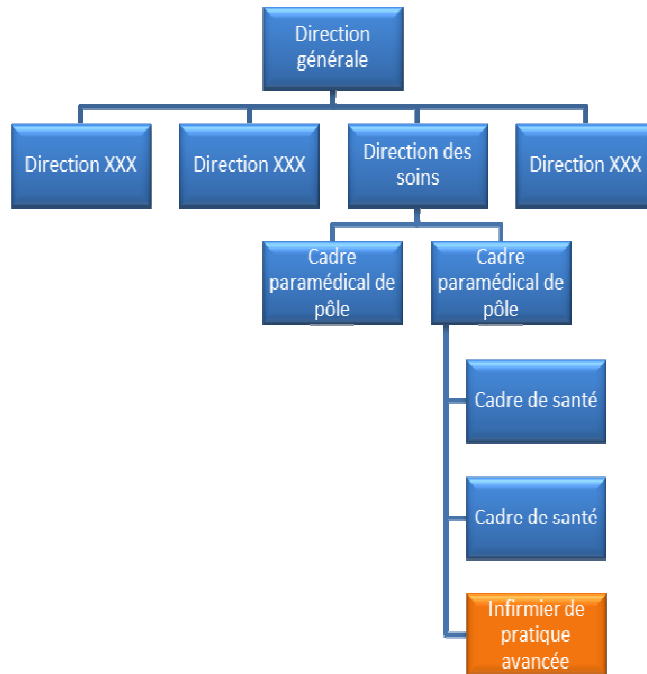 Direction
générale
Direction XXX
Direction XXX
Direction des
soins
Direction XXX
Cadre
paramédical de
pôle
Cadre
paramédical de
pôle
Cadre de santé
Cadre de santé
Infirmier de
pratique
avancée